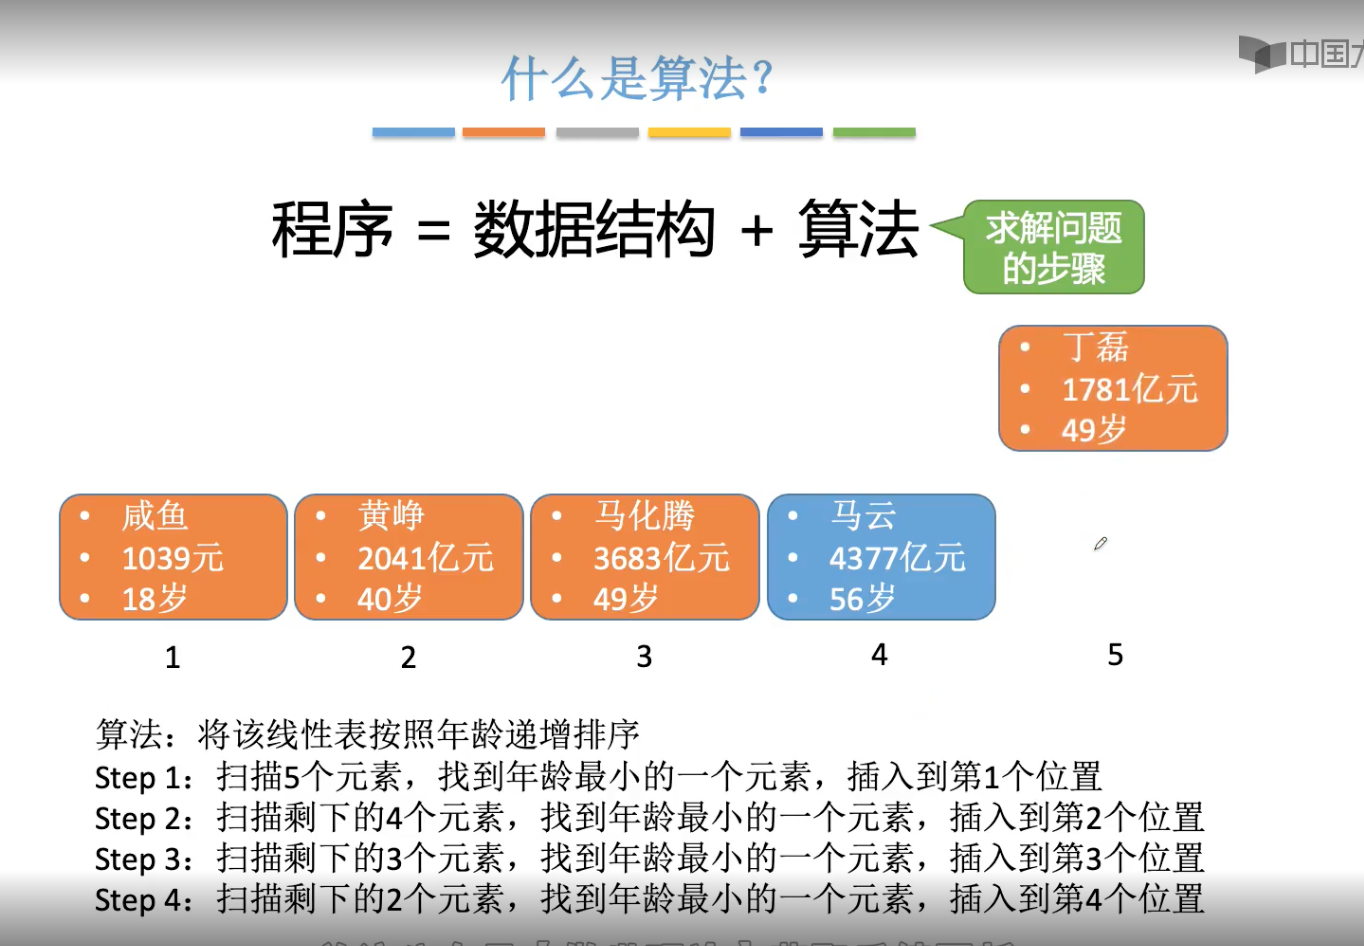 什么是算法？
中国大
程序 = 数据结构 + 算法
求解问题
的步骤
• 丁磊
• 1781亿元
• 49岁
• 咸鱼
• 1039元
• 18岁
• 黄峥
• 2041亿元
• 40岁
• 马化腾
• 3683亿元
• 49岁
• 马云
• 4377亿元
• 56岁
1
2
3
4
5
算法：将该线性表按照年龄递增排序
Step 1：扫描5个元素，找到年龄最小的一个元素，插入到第1个位置
Step 2：扫描剩下的4个元素，找到年龄最小的一个元素，插入到第2个位置
Step 3：扫描剩下的3个元素，找到年龄最小的一个元素，插入到第3个位置
Step 4：扫描剩下的2个元素，找到年龄最小的一个元素，插入到第4个位置